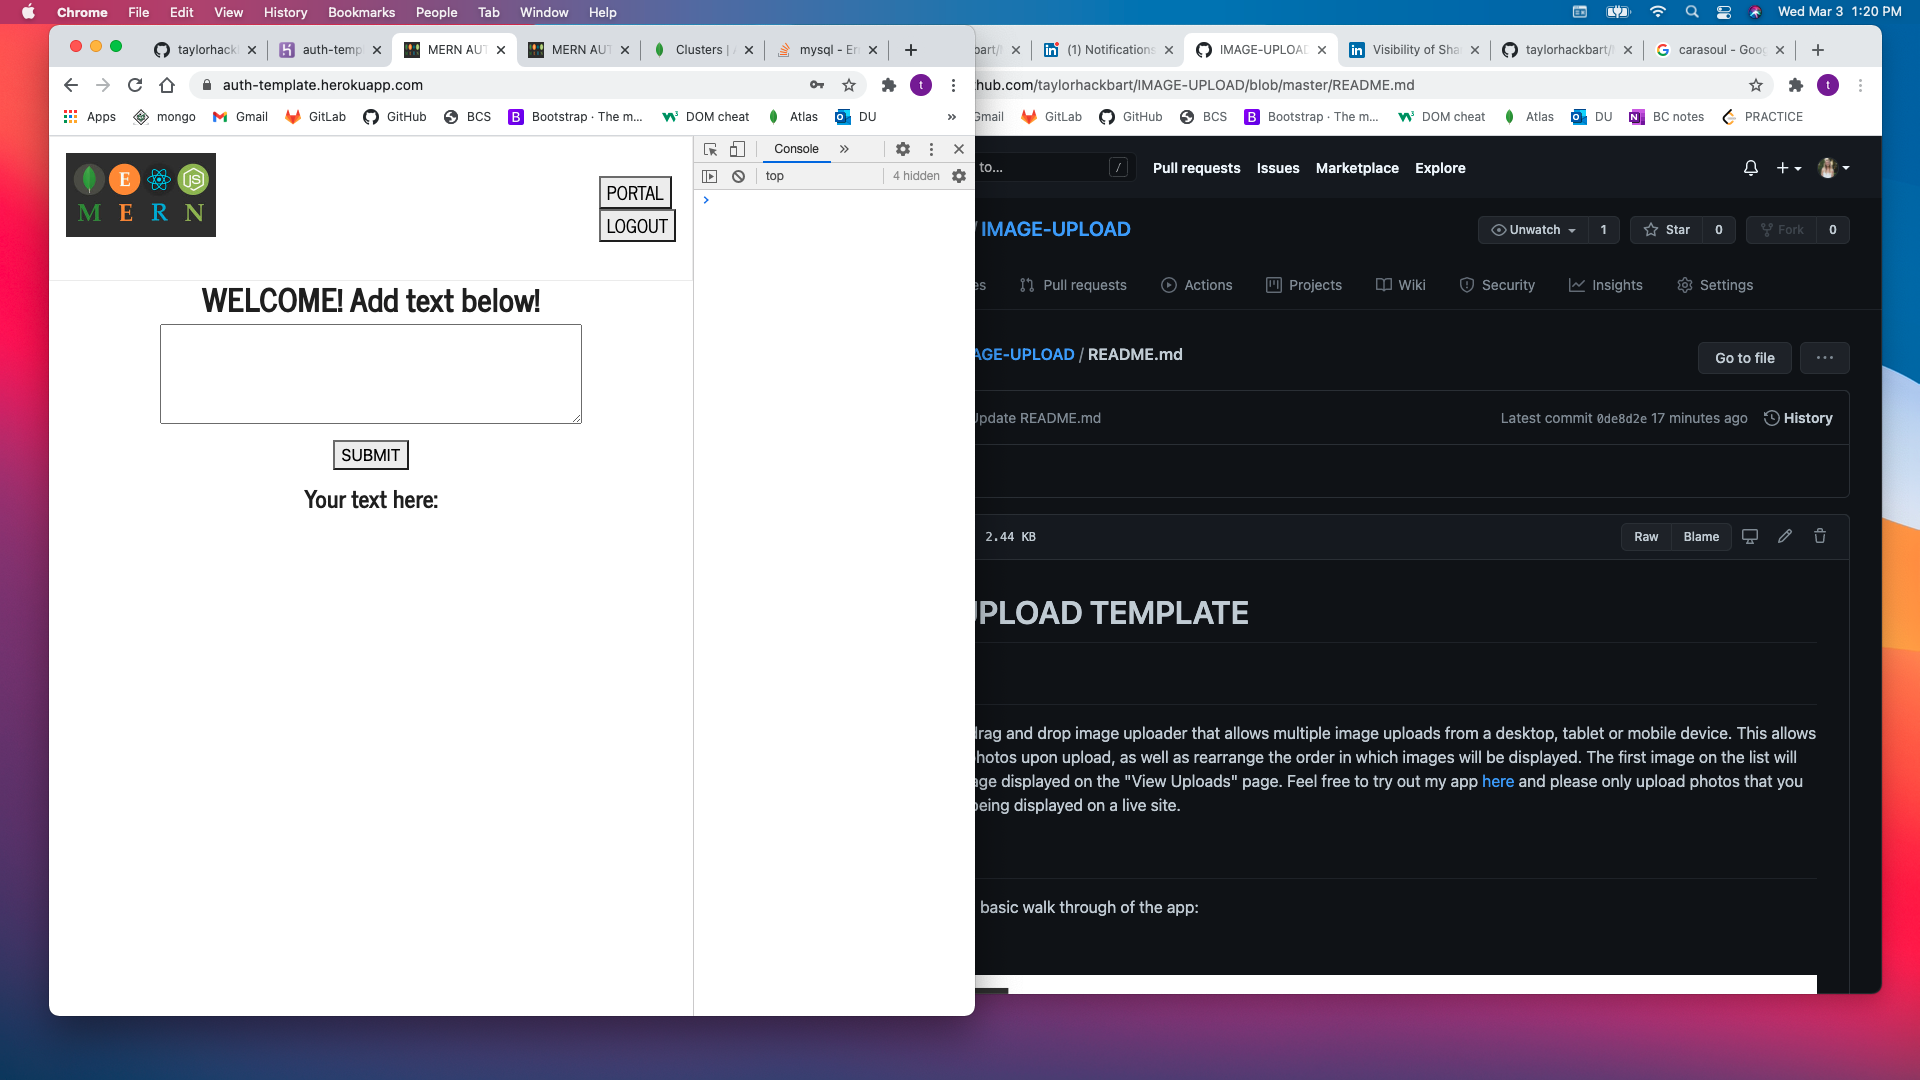 Chrome File Edit View History Bookmarks People Tab Window Help
Wed Mar 3 1:20 PM
taylorhack
auth-temp
MERN AUT
MERN AUT
Clusters |
mysql - Er
auth-template.herokuapp.com
t
Apps mongo Gmail GitLab GitHub BCS Bootstrap · The m... DOM cheat Atlas DU »
E JS
M E R N
PORTAL
LOGOUT
WELCOME! Add text below!
SUBMIT
Your text here:
Console »
top
4 hidden
(1) Notifications
IMAGE-UPLOAD
Visibility of Sha
taylorhackbart/
carasoul - Goog
hub.com/taylorhackbart/IMAGE-UPLOAD/blob/master/README.md
t
Gmail GitLab GitHub BCS Bootstrap · The m... DOM cheat Atlas DU BC notes PRACTICE
to... /
Pull requests Issues Marketplace Explore
/ IMAGE-UPLOAD
Unwatch 1 Star 0 Fork 0
es Pull requests Actions Projects Wiki Security Insights Settings
AGE-UPLOAD / README.md
Go to file ...
Update README.md
Latest commit 0de8d2e 17 minutes ago History
2.44 KB
Raw Blame
UPLOAD TEMPLATE
drag and drop image uploader that allows multiple image uploads from a desktop, tablet or mobile device. This allows
photos upon upload, as well as rearrange the order in which images will be displayed. The first image on the list will
age displayed on the "View Uploads" page. Feel free to try out my app here and please only upload photos that you
being displayed on a live site.
basic walk through of the app: